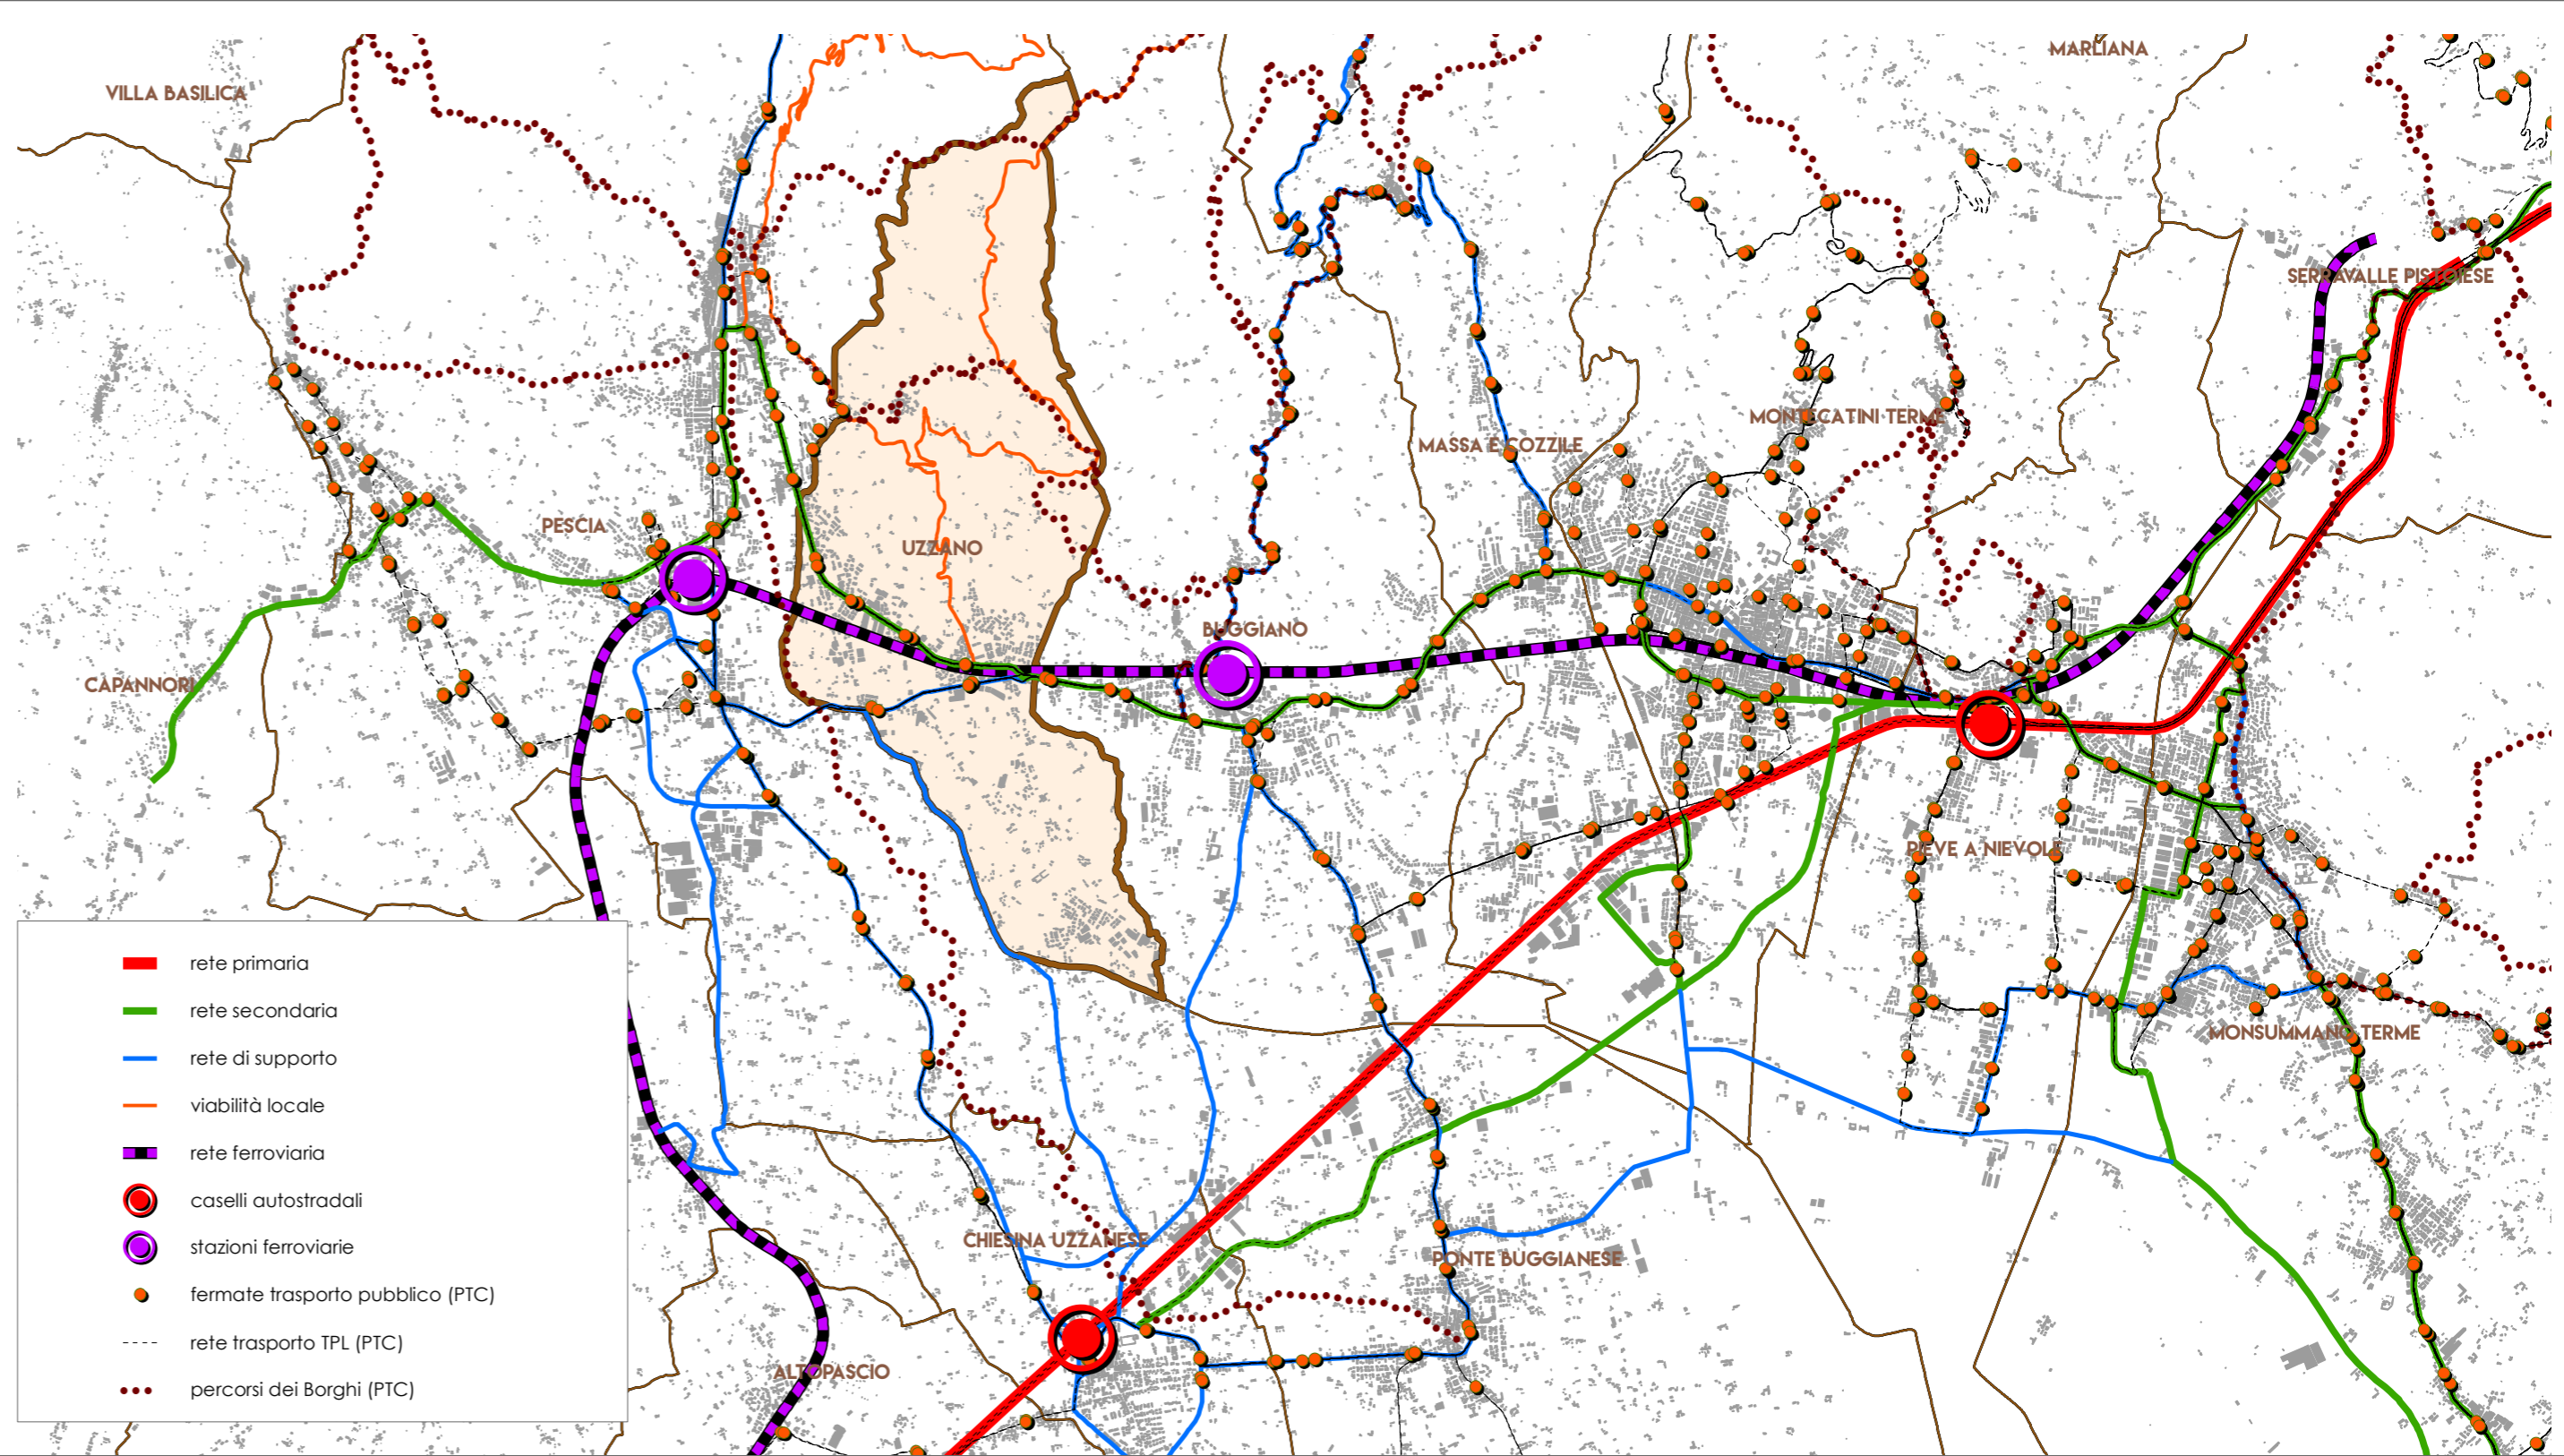 MARLIANA
VILLA BASILICA
SERRAVALLE PISTOIESE
MONTECATINI TERME
MASSA E COZZILE
PESCIA
UZZANO
BUGGIANO
CAPANNORI
PIEVE A NIEVOLE
MONSUMMANO TERME
CHIESINA UZZANESE
PONTE BUGGIANESE
ALTOPASCIO
rete primaria
rete secondaria
rete di supporto
viabilità locale
rete ferroviaria
caselli autostradali
stazioni ferroviarie
fermate trasporto pubblico (PTC)
rete trasporto TPL (PTC)
percorsi dei Borghi (PTC)